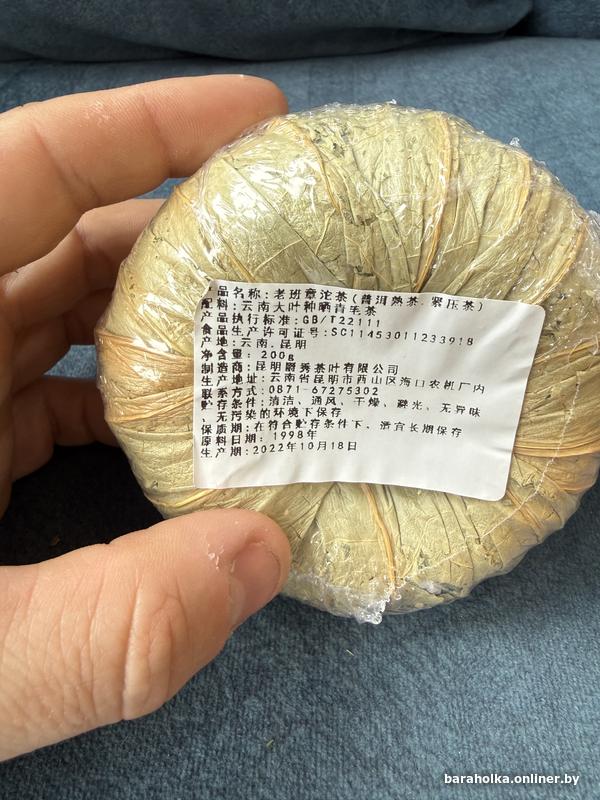 产品名称:老班章沱茶(普洱熟茶.紧压茶)
配料:云南大叶种晒青毛茶
产品执行标准:GB/T22111
食品生产许可证号:SC11453011233918
产地:云南.昆明
净含量: 200g
制造商:昆明爵秀茶叶有限公司
生产地址:云南省昆明市西山区海口农机厂内
联系方式:0871-67275302
贮存条件:清洁、通风、干燥、避光、无异味
、无污染的环境下保存
保质期:在符合贮存条件下、适宜长期保存
原料日期: 1998年
生产期:2022年10月18日
baraholka.onliner.by